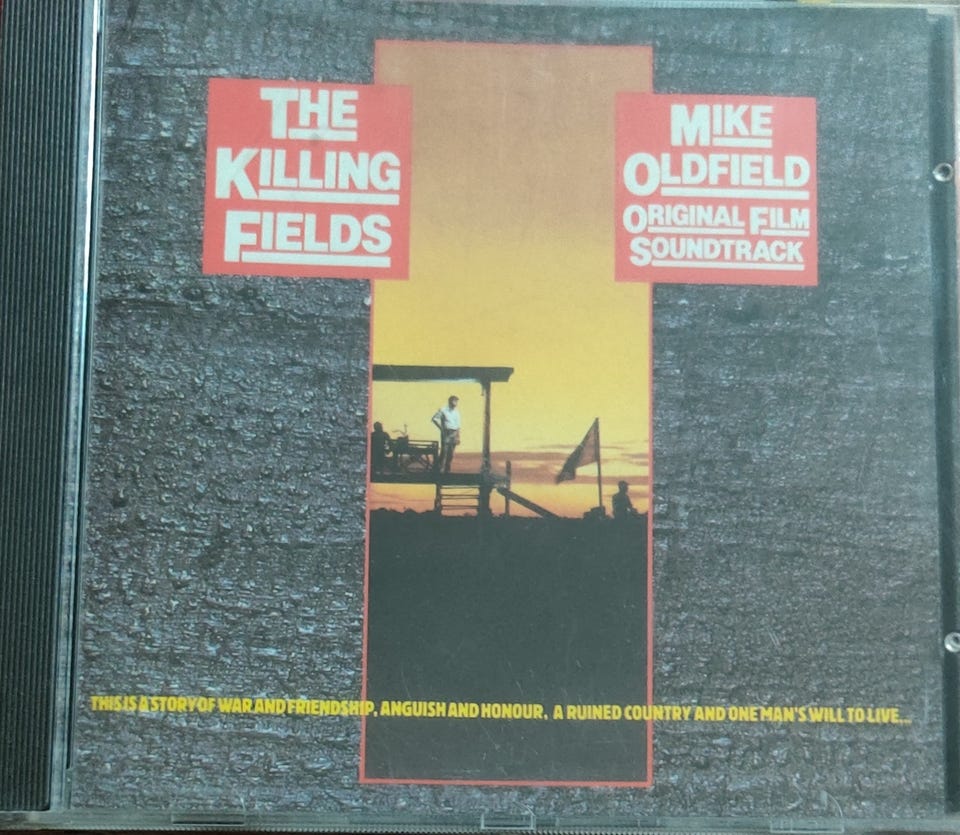 THE
KILLING
FIELDS
MIKE
OLDFIELD
ORIGINAL FILM
SOUNDTRACK
THIS IS A STORY OF WAR AND FRIENDSHIP, ANGUISH AND HONOUR, A RUINED COUNTRY AND ONE MAN'S WILL TO LIVE...